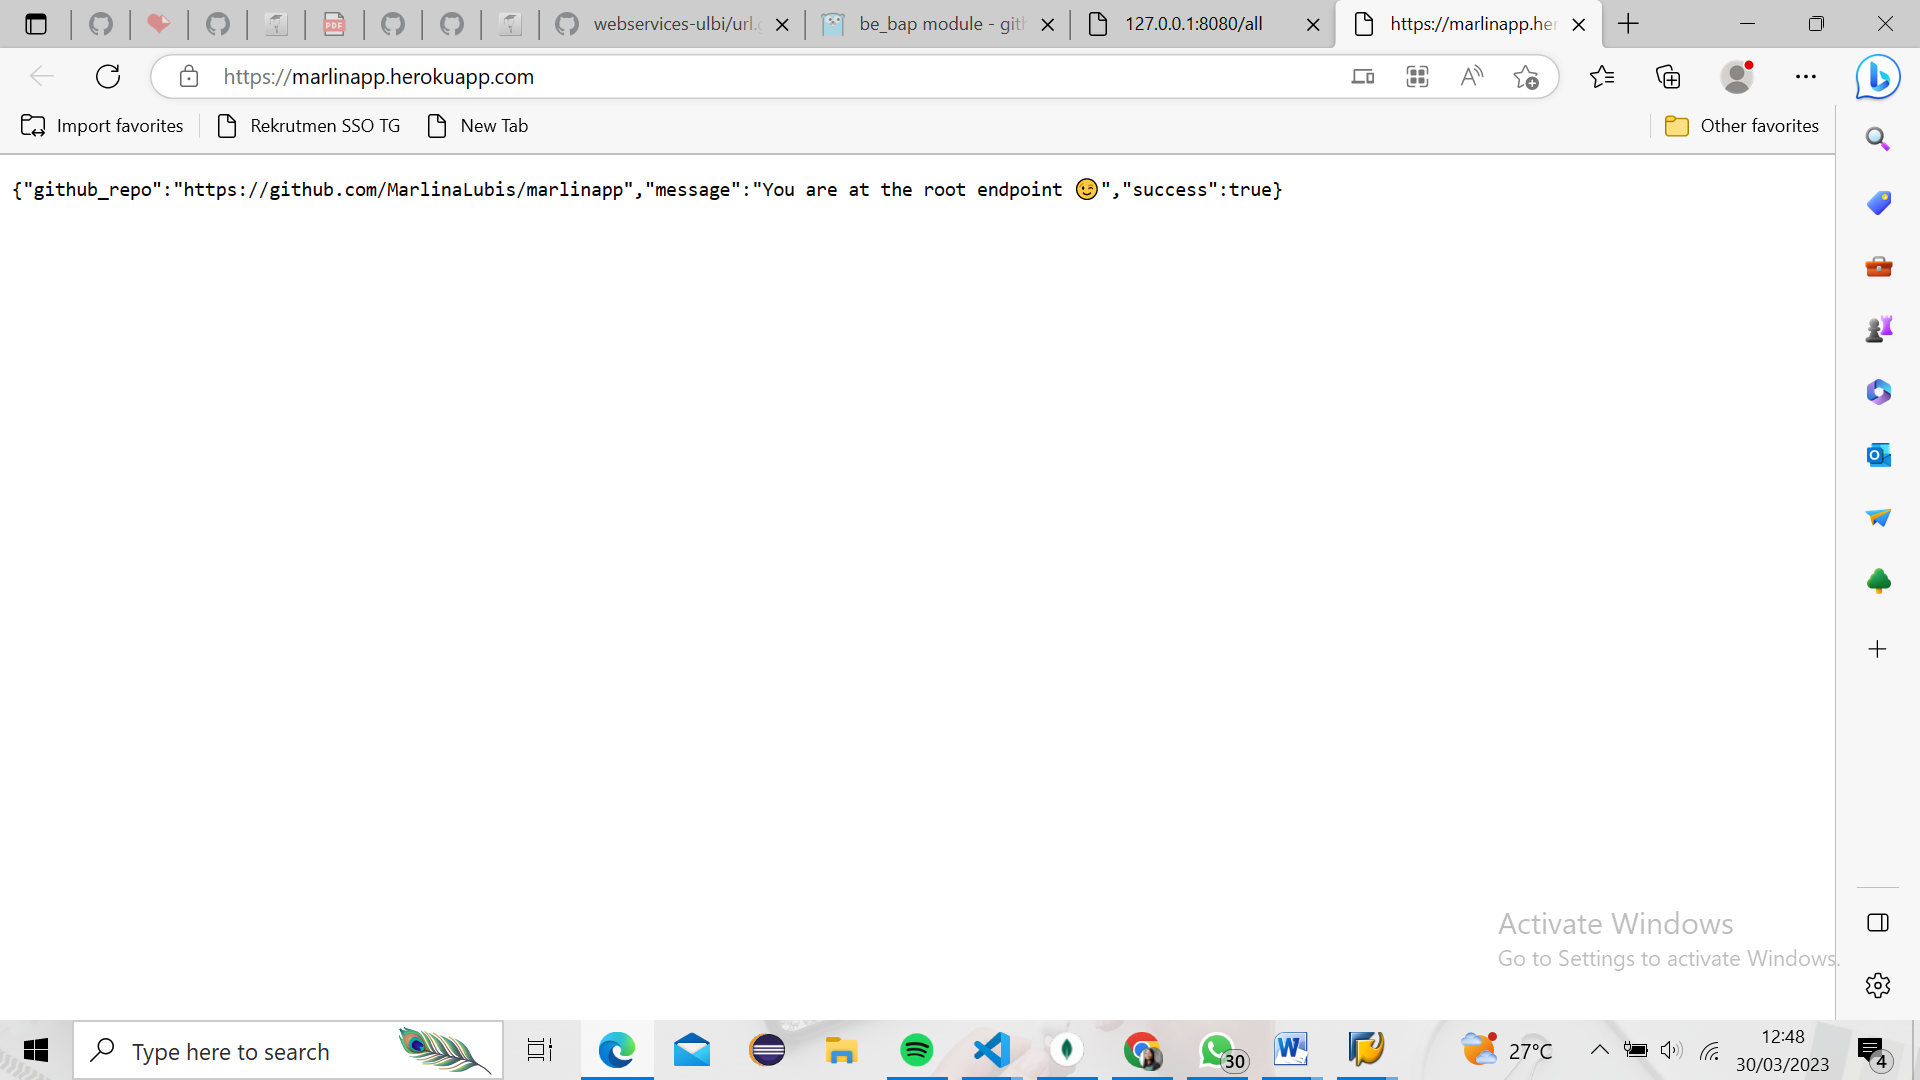 webservices-ulbi/url.g
be_bap module - gith
127.0.0.1:8080/all
https://marlinapp.her
https://marlinapp.herokuapp.com
Import favorites
Rekrutmen SSO TG
New Tab
Other favorites
{"github_repo":"https://github.com/MarlinaLubis/marlinapp","message":"You are at the root endpoint 😉","success":true}
Activate Windows
Go to Settings to activate Windows.
Type here to search
30
27°C
12:48
30/03/2023
4